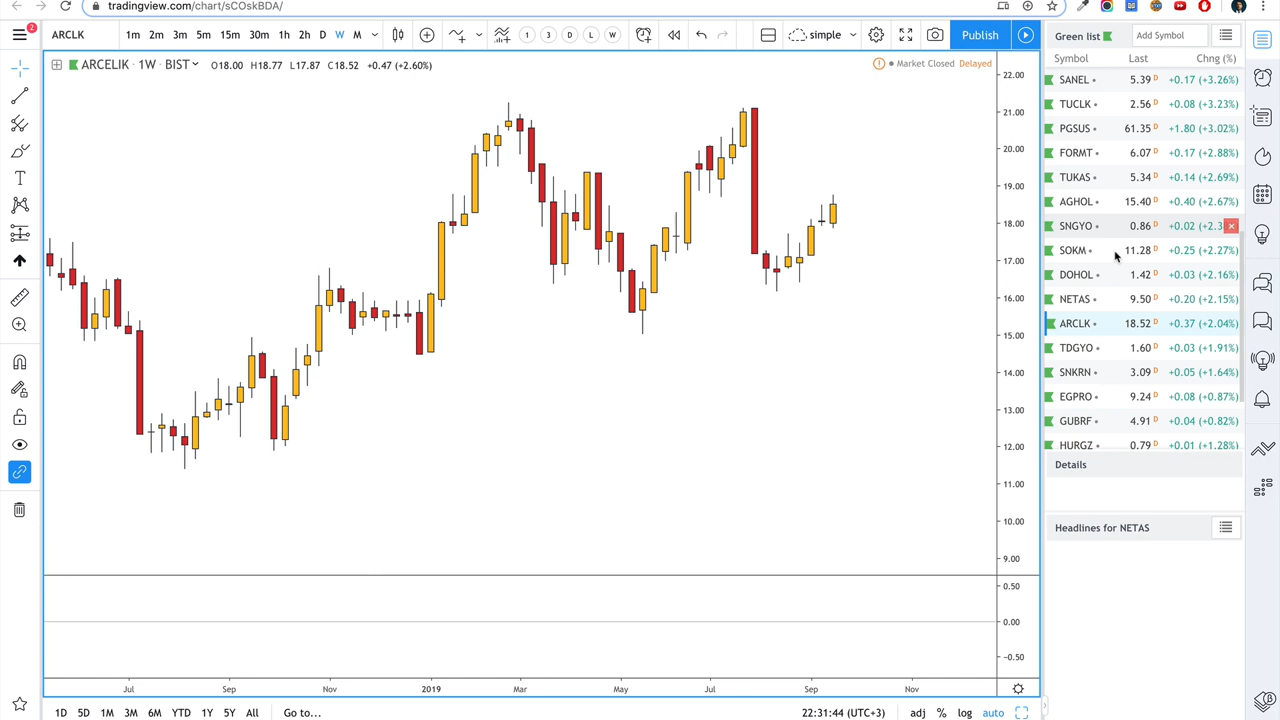 tradingview.com/chart/sCOskBDA/
2
ARCLK 1m 2m 3m 5m 15m 30m 1h 2h D W M 1 3 D L W simple Publish
ARCELIK · 1W · BIST O18.00 H18.77 L17.87 C18.52 +0.47 (+2.60%)
Market Closed Delayed
Green list Add Symbol
Symbol Last Chng (%)
SANEL 5.39 D +0.17 (+3.26%)
TUCLK 2.56 D +0.08 (+3.23%)
PGSUS 61.35 D +1.80 (+3.02%)
FORMT 6.07 D +0.17 (+2.88%)
TUKAS 5.34 D +0.14 (+2.69%)
AGHOL 15.40 D +0.40 (+2.67%)
SNGYO 0.86 D +0.02 (+2.3
SOKM 11.28 D +0.25 (+2.27%)
DOHOL 1.42 D +0.03 (+2.16%)
NETAS 9.50 D +0.20 (+2.15%)
ARCLK 18.52 D +0.37 (+2.04%)
TDGYO 1.60 D +0.03 (+1.91%)
SNKRN 3.09 D +0.05 (+1.64%)
EGPRO 9.24 D +0.08 (+0.87%)
GUBRF 4.91 D +0.04 (+0.82%)
HURGZ 0.79 D +0.01 (+1.28%)
Details
Headlines for NETAS
22.00
21.00
20.00
19.00
18.00
17.00
16.00
15.00
14.00
13.00
12.00
11.00
10.00
9.00
0.50
0.00
−0.50
Jul Sep Nov 2019 Mar May Jul Sep Nov
1D 5D 1M 3M 6M YTD 1Y 5Y All Go to... 22:31:44 (UTC+3) adj % log auto